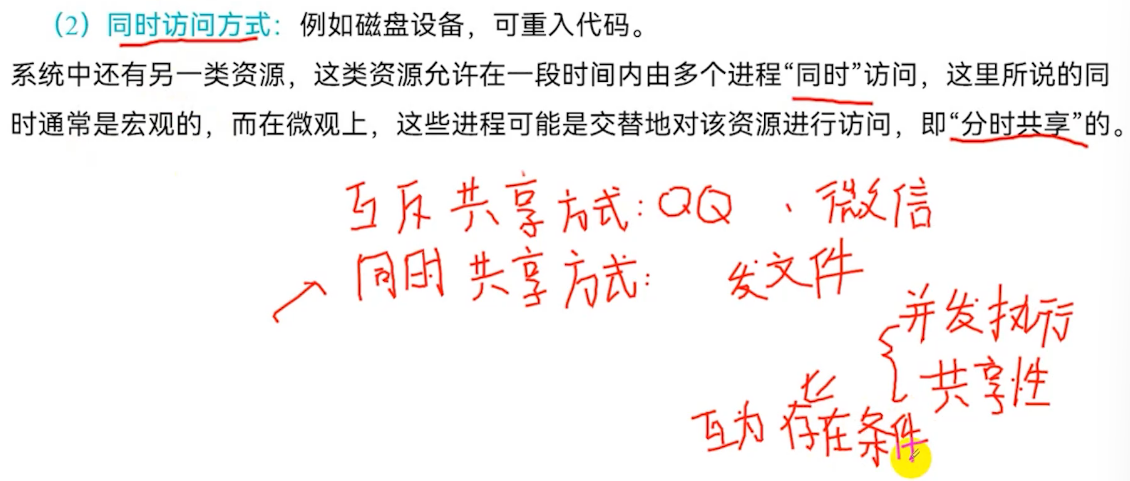 （2）同时访问方式：例如磁盘设备，可重入代码。
系统中还有另一类资源，这类资源允许在一段时间内由多个进程“同时”访问，这里所说的同
时通常是宏观的，而在微观上，这些进程可能是交替地对该资源进行访问，即“分时共享”的。
互斥共享方式：QQ、微信
同时共享方式：发文件
并发执行
共享性
互为存在条件